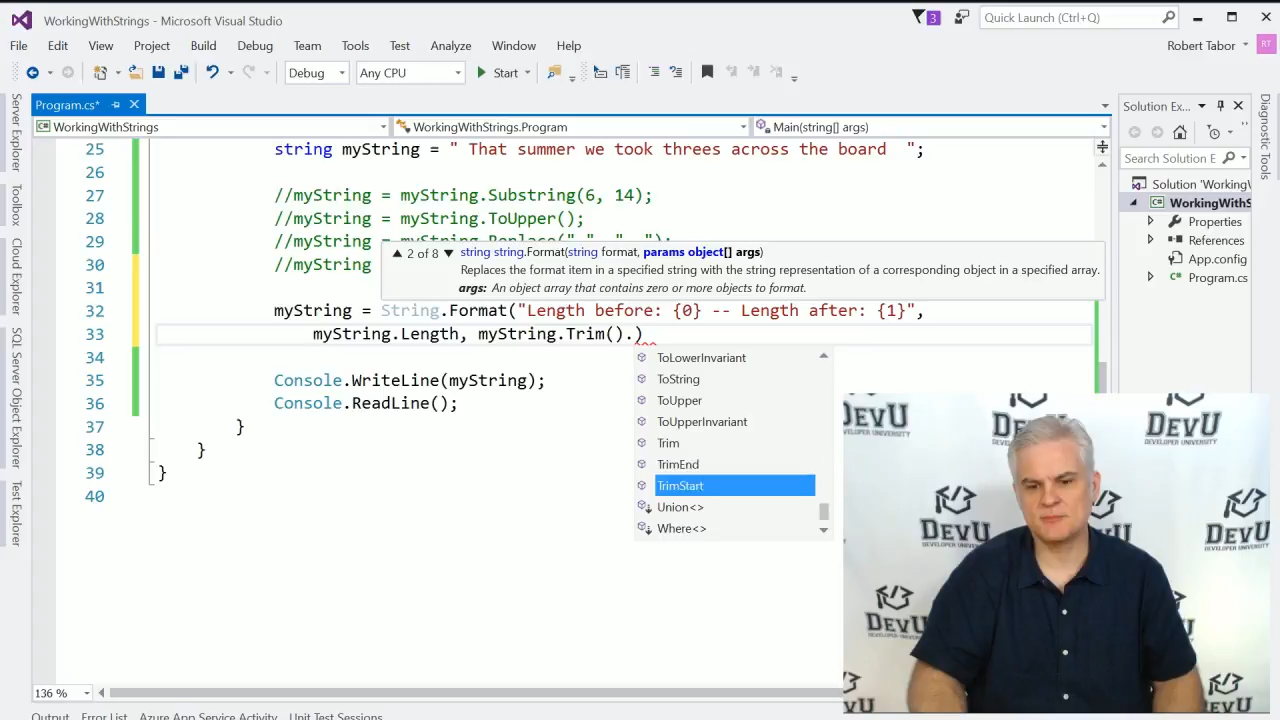 WorkingWithStrings - Microsoft Visual Studio
3
Quick Launch (Ctrl+Q)
File Edit View Project Build Debug Team Tools Test Analyze Window Help
Robert Tabor RT
Debug Any CPU Start
Program.cs*
Solution Ex...
WorkingWithStrings WorkingWithStrings.Program Main(string[] args)
Server Explorer
Toolbox
Cloud Explorer
SQL Server Object Explorer
Test Explorer
Diagnostic Tools
Search Solution E
Solution 'WorkingW
WorkingWithS
Properties
References
App.config
Program.cs
25 string myString = " That summer we took threes across the board  ";
26
27 //myString = myString.Substring(6, 14);
28 //myString = myString.ToUpper();
29 //myString = myString.Replace(" ", "--");
30 //myString
31
2 of 8 string string.Format(string format, params object[] args)
Replaces the format item in a specified string with the string representation of a corresponding object in a specified array.
args: An object array that contains zero or more objects to format.
32 myString = String.Format("Length before: {0} -- Length after: {1}",
33 myString.Length, myString.Trim().)
34
35 Console.WriteLine(myString);
36 Console.ReadLine();
37 }
38 }
39 }
40
ToLowerInvariant
ToString
ToUpper
ToUpperInvariant
Trim
TrimEnd
TrimStart
Union<>
Where<>
DEVU
DEVELOPER UNIVERSITY
136 %
Output Error List Azure App Service Activity Unit Test Sessions